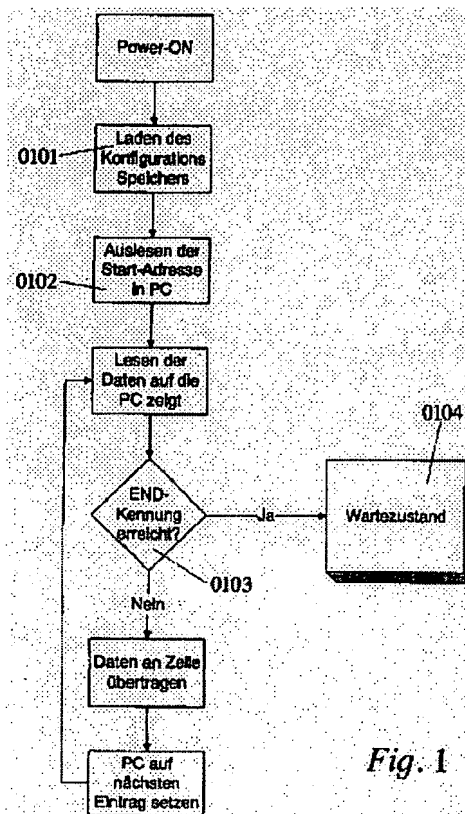 Power-ON
0101
Laden des
Konfigurations
Speichers
0102
Auslesen der
Start-Adresse
in PC
Lesen der
Daten auf die
PC zeigt
END-
Kennung
erreicht?
0103
Ja
0104
Wartezustand
Nein
Daten an Zelle
übertragen
PC auf
nächsten
Eintrag setzen
Fig. 1